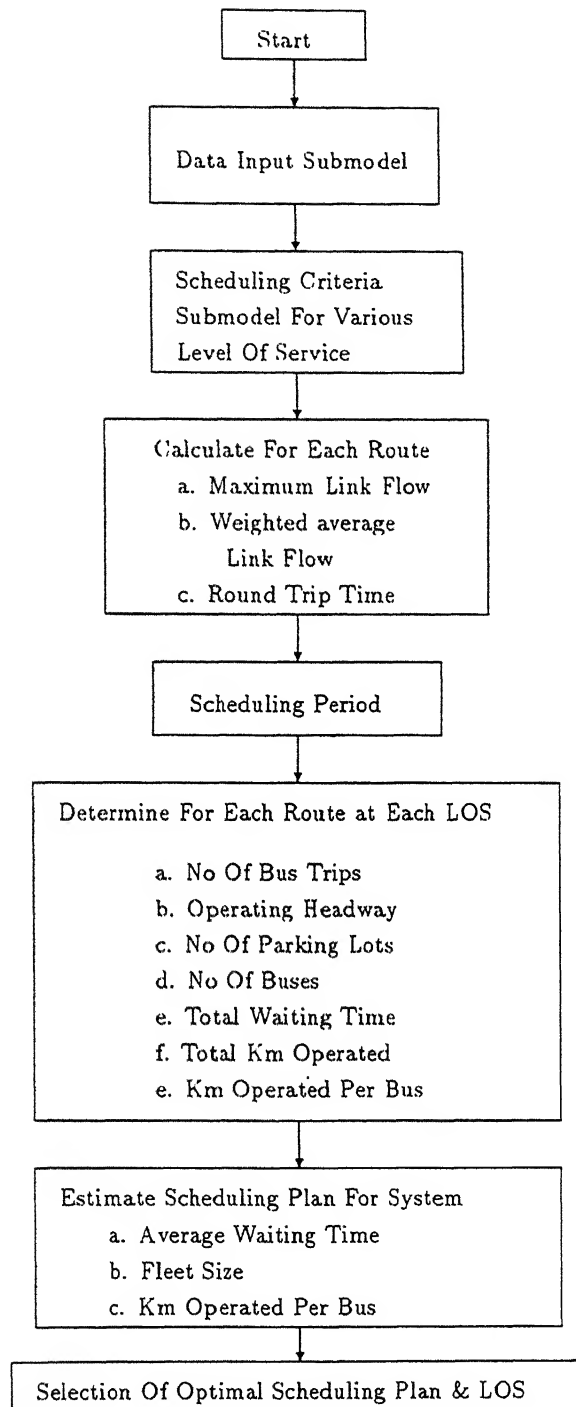 Start
Data Input Submodel
Scheduling Criteria
Submodel For Various
Level Of Service
Calculate For Each Route
a. Maximum Link Flow
b. Weighted average
Link Flow
c. Round Trip Time
Scheduling Period
Determine For Each Route at Each LOS
a. No Of Bus Trips
b. Operating Headway
c. No Of Parking Lots
d. No Of Buses
e. Total Waiting Time
f. Total Km Operated
e. Km Operated Per Bus
Estimate Scheduling Plan For System
a. Average Waiting Time
b. Fleet Size
c. Km Operated Per Bus
Selection Of Optimal Scheduling Plan & LOS